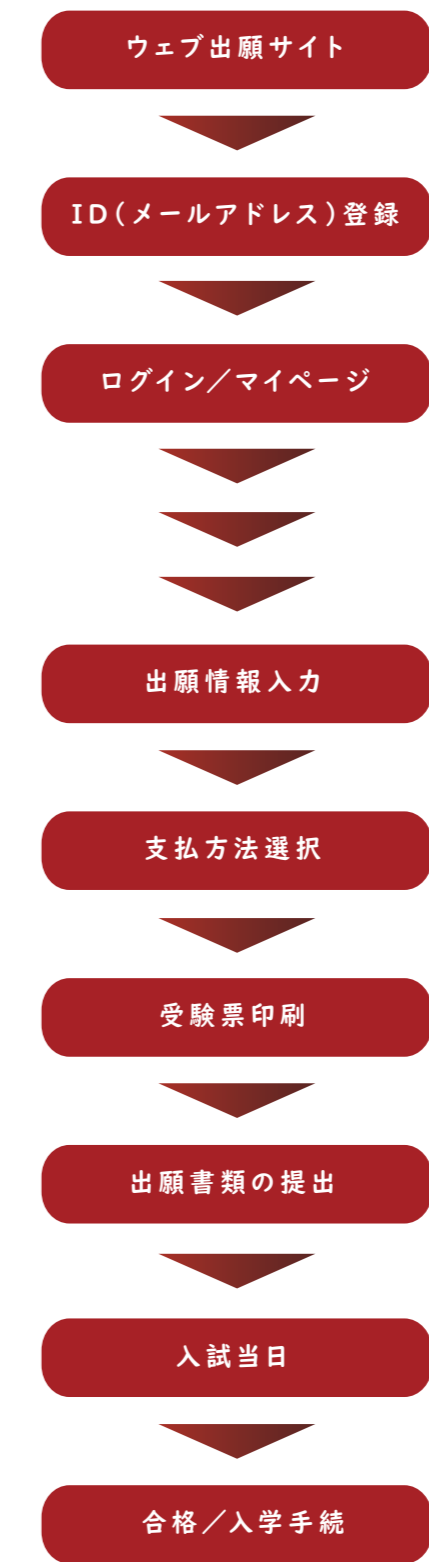 ウェブ出願サイト
ID(メールアドレス)登録
ログイン／マイページ
出願情報入力
支払方法選択
受験票印刷
出願書類の提出
入試当日
合格／入学手続